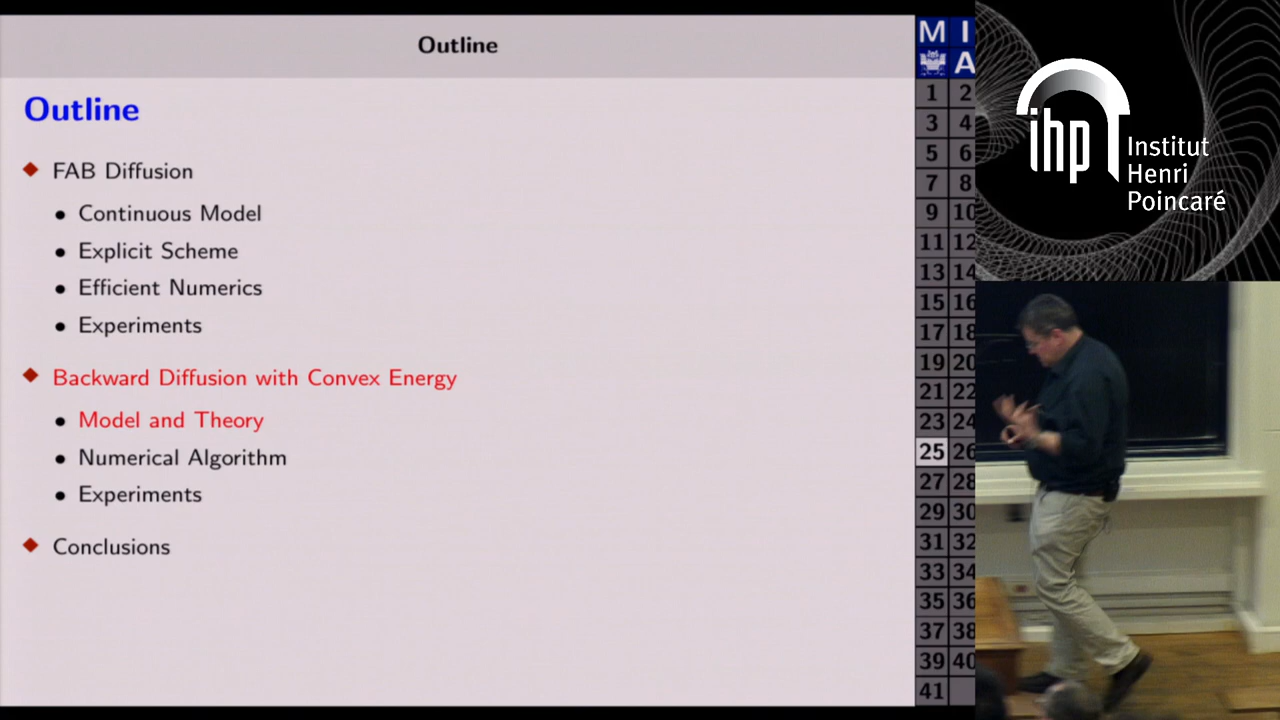 Outline
Outline
FAB Diffusion
Continuous Model
Explicit Scheme
Efficient Numerics
Experiments
Backward Diffusion with Convex Energy
Model and Theory
Numerical Algorithm
Experiments
Conclusions
M I
A
1 2
3 4
5 6
7 8
9 10
11 12
13 14
15 16
17 18
19 20
21 22
23 24
25 26
27 28
29 30
31 32
33 34
35 36
37 38
39 40
41
ihp
Institut
Henri
Poincaré